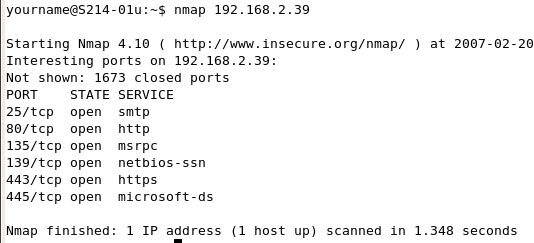 yourname@S214-01u:~$ nmap 192.168.2.39
Starting Nmap 4.10 ( http://www.insecure.org/nmap/ ) at 2007-02-20
Interesting ports on 192.168.2.39:
Not shown: 1673 closed ports
PORT    STATE SERVICE
25/tcp  open  smtp
80/tcp  open  http
135/tcp open  msrpc
139/tcp open  netbios-ssn
443/tcp open  https
445/tcp open  microsoft-ds
Nmap finished: 1 IP address (1 host up) scanned in 1.348 seconds